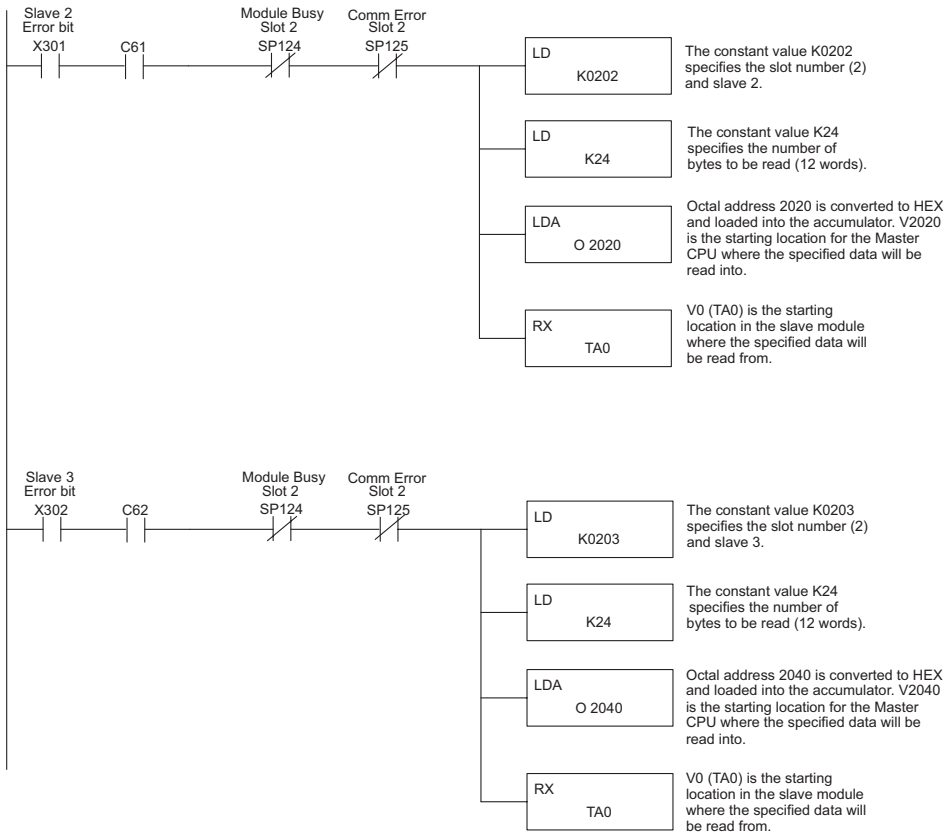 Slave 2
Error bit
X301
C61
Module Busy
Slot 2
SP124
Comm Error
Slot 2
SP125
LD
K0202
The constant value K0202
specifies the slot number (2)
and slave 2.
LD
K24
The constant value K24
specifies the number of
bytes to be read (12 words).
LDA
O 2020
Octal address 2020 is converted to HEX
and loaded into the accumulator. V2020
is the starting location for the Master
CPU where the specified data will be
read into.
RX
TA0
V0 (TA0) is the starting
location in the slave module
where the specified data will
be read from.
Slave 3
Error bit
X302
C62
Module Busy
Slot 2
SP124
Comm Error
Slot 2
SP125
LD
K0203
The constant value K0203
specifies the slot number (2)
and slave 3.
LD
K24
The constant value K24
specifies the number of
bytes to be read (12 words).
LDA
O 2040
Octal address 2040 is converted to HEX
and loaded into the accumulator. V2040
is the starting location for the Master
CPU where the specified data will be
read into.
RX
TA0
V0 (TA0) is the starting
location in the slave module
where the specified data will
be read from.